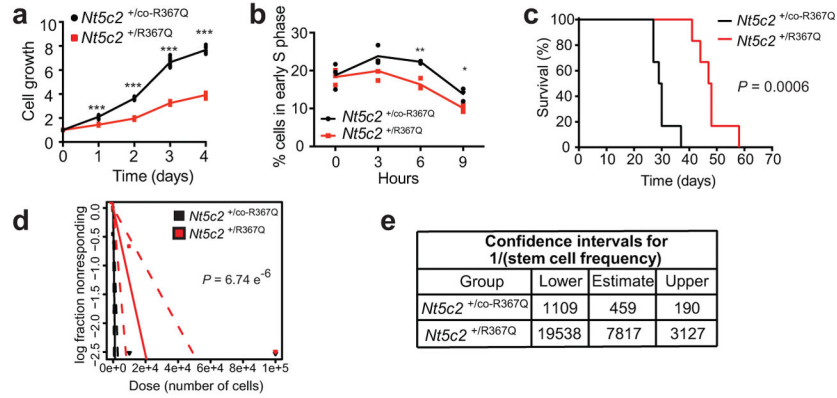 a
Nt5c2 +/co-R367Q
Nt5c2 +/R367Q
Cell growth
10
8
6
4
2
0
***
***
***
***
0 1 2 3 4
Time (days)
b
% cells in early S phase
30
20
10
0
**
*
Nt5c2 +/co-R367Q
Nt5c2 +/R367Q
0 3 6 9
Hours
c
Nt5c2 +/co-R367Q
Nt5c2 +/R367Q
Survival (%)
100
80
60
40
20
0
P = 0.0006
0 10 20 30 40 50 60 70
Time (days)
d
log fraction nonresponding
0.0
-0.5
-1.0
-1.5
-2.0
-2.5
Nt5c2 +/co-R367Q
Nt5c2 +/R367Q
P = 6.74 e-6
0e+0 2e+4 4e+4 6e+4 8e+4 1e+5
Dose (number of cells)
e
Confidence intervals for
1/(stem cell frequency)
Group Lower Estimate Upper
Nt5c2 +/co-R367Q 1109 459 190
Nt5c2 +/R367Q 19538 7817 3127